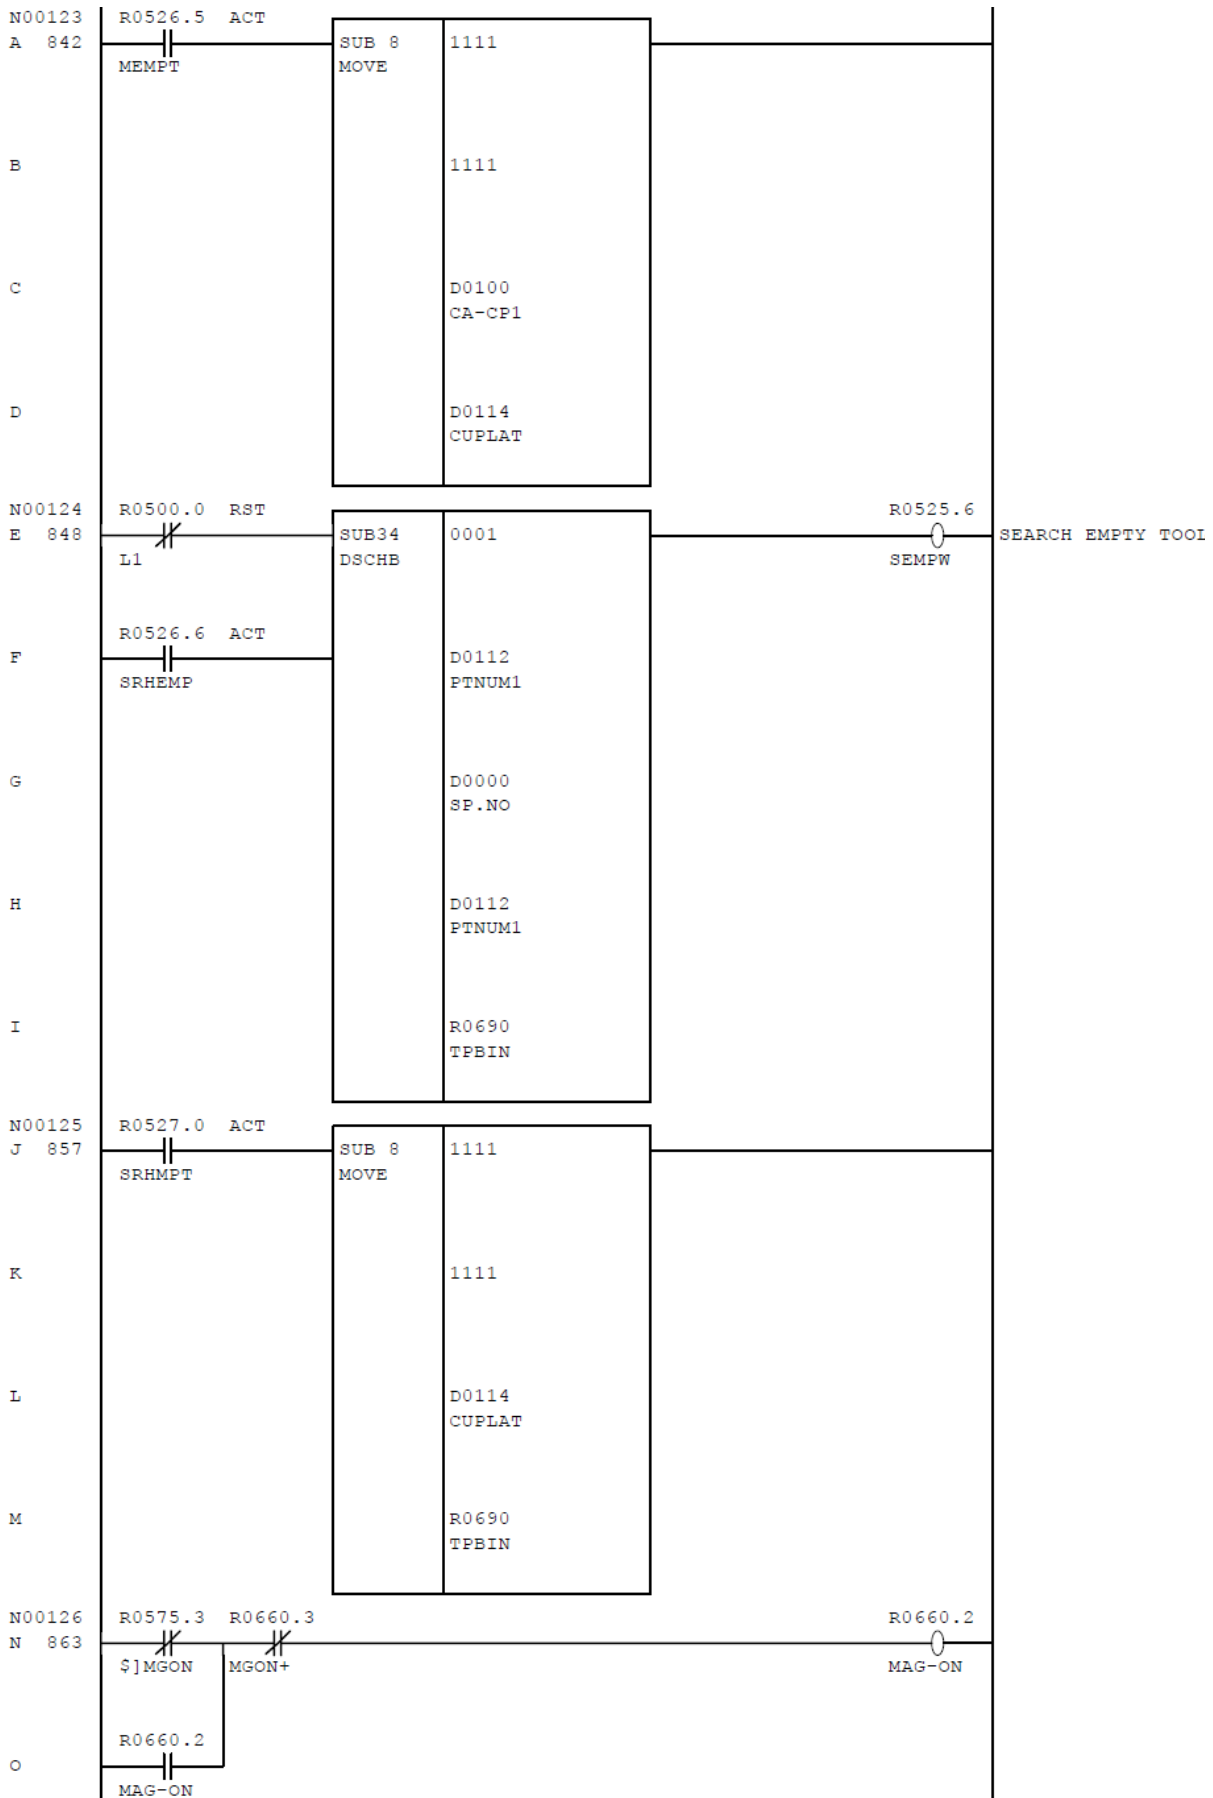 N00123 R0526.5 ACT
A 842 SUB 8 1111
MEMPT MOVE
B 1111
C D0100
CA-CP1
D D0114
CUPLAT
N00124 R0500.0 RST R0525.6
E 848 SUB34 0001 SEARCH EMPTY TOOL
L1 DSCHB SEMPW
R0526.6 ACT
F D0112
SRHEMP PTNUM1
G D0000
SP.NO
H D0112
PTNUM1
I R0690
TPBIN
N00125 R0527.0 ACT
J 857 SUB 8 1111
SRHMPT MOVE
K 1111
L D0114
CUPLAT
M R0690
TPBIN
N00126 R0575.3 R0660.3 R0660.2
N 863
$]MGON MGON+ MAG-ON
R0660.2
O
MAG-ON